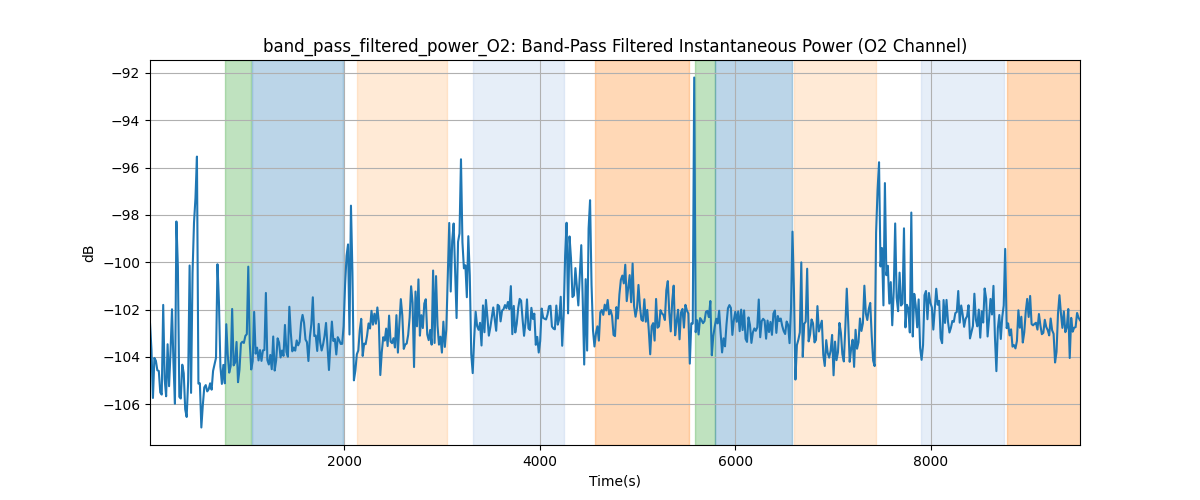 band_pass_filtered_power_O2: Band-Pass Filtered Instantaneous Power (O2 Channel)
−92
−94
−96
−98
−100
−102
−104
−106
dB
2000 4000 6000 8000
Time(s)